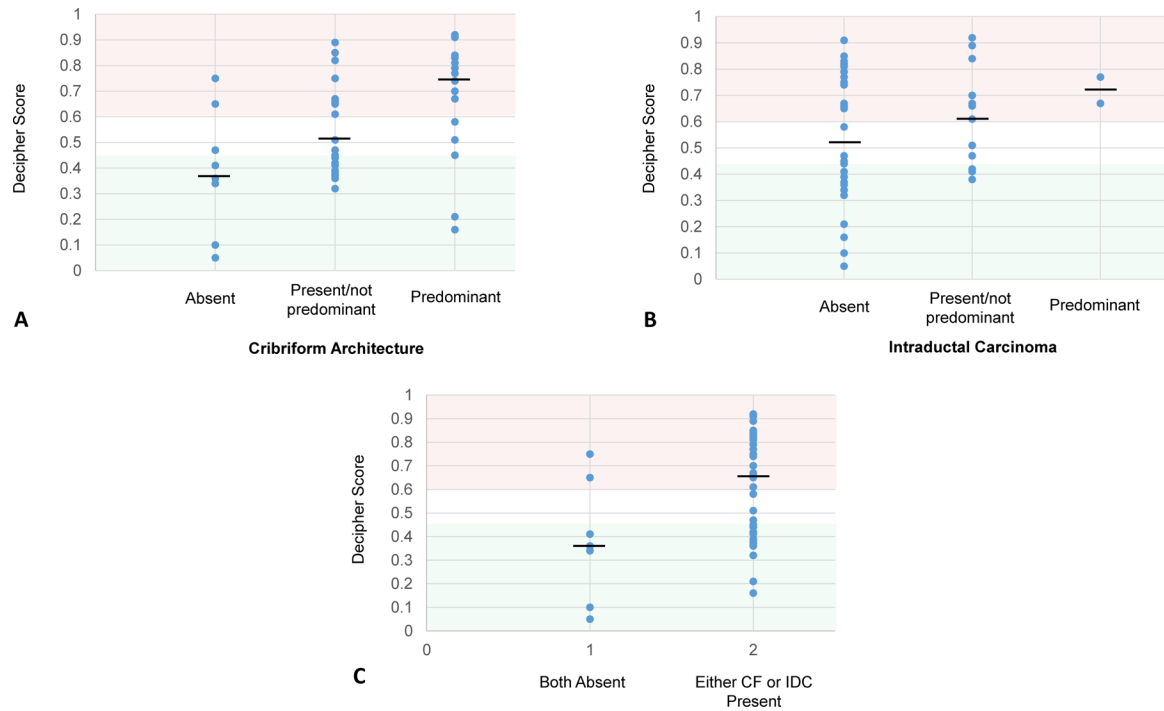 1
0.9
0.8
0.7
0.6
0.5
0.4
0.3
0.2
0.1
0
Decipher Score
Absent
Present/not
predominant
Predominant
A
Cribriform Architecture
1
0.9
0.8
0.7
0.6
0.5
0.4
0.3
0.2
0.1
0
Decipher Score
Absent
Present/not
predominant
Predominant
B
Intraductal Carcinoma
1
0.9
0.8
0.7
0.6
0.5
0.4
0.3
0.2
0.1
0
Decipher Score
0
1
2
C
Both Absent
Either CF or IDC
Present